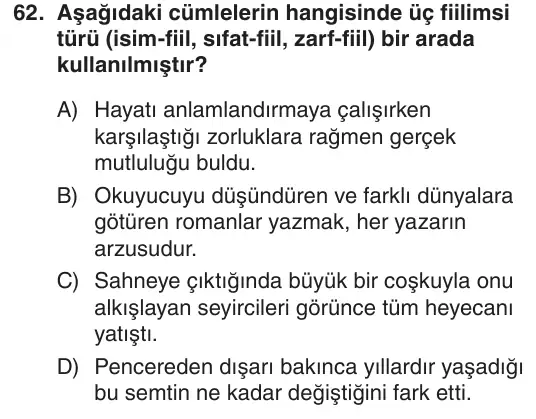 62. Aşağıdaki cümlelerin hangisinde üç fiilimsi
türü (isim-fiil, sıfat-fiil, zarf-fiil) bir arada
kullanılmıştır?
A) Hayatı anlamlandırmaya çalışırken
karşılaştığı zorluklara rağmen gerçek
mutluluğu buldu.
B) Okuyucuyu düşündüren ve farklı dünyalara
götüren romanlar yazmak, her yazarın
arzusudur.
C) Sahneye çıktığında büyük bir coşkuyla onu
alkışlayan seyircileri görünce tüm heyecanı
yatıştı.
D) Pencereden dışarı bakınca yıllardır yaşadığı
bu semtin ne kadar değiştiğini fark etti.